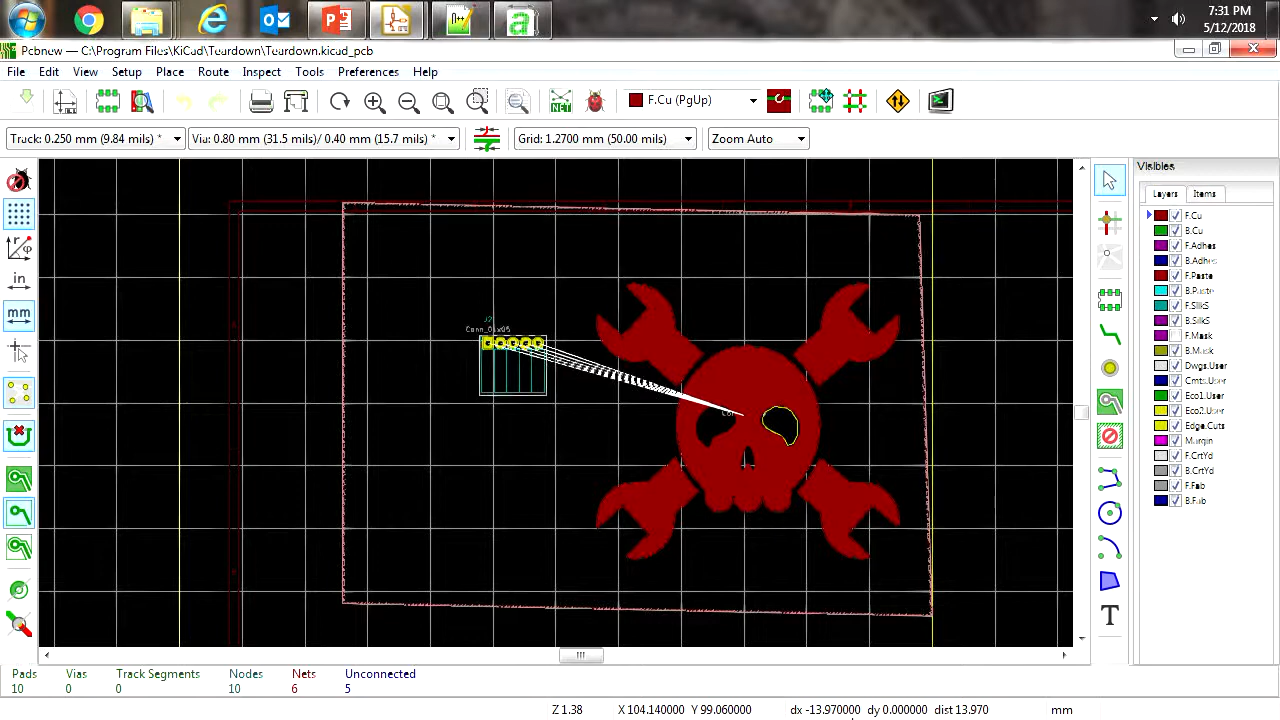 7:31 PM
5/12/2018
Pcbnew — C:\Program Files\KiCad\Teardown\Teardown.kicad_pcb
File Edit View Setup Place Route Inspect Tools Preferences Help
NET
F.Cu (PgUp)
Track: 0.250 mm (9.84 mils) *
Via: 0.80 mm (31.5 mils)/ 0.40 mm (15.7 mils) *
Grid: 1.2700 mm (50.00 mils)
Zoom Auto
Visibles
Layers Items
in
mm
J2
Conn_01x05
F.Cu
B.Cu
F.Adhes
B.Adhes
F.Paste
B.Paste
F.SilkS
B.SilkS
F.Mask
B.Mask
Dwgs.User
Cmts.User
Eco1.User
Eco2.User
Edge.Cuts
Margin
F.CrtYd
B.CrtYd
F.Fab
B.Fab
T
Pads Vias Track Segments Nodes Nets Unconnected
10 0 0 10 6 5
Z 1.38 X 104.140000 Y 99.060000 dx -13.970000 dy 0.000000 dist 13.970 mm